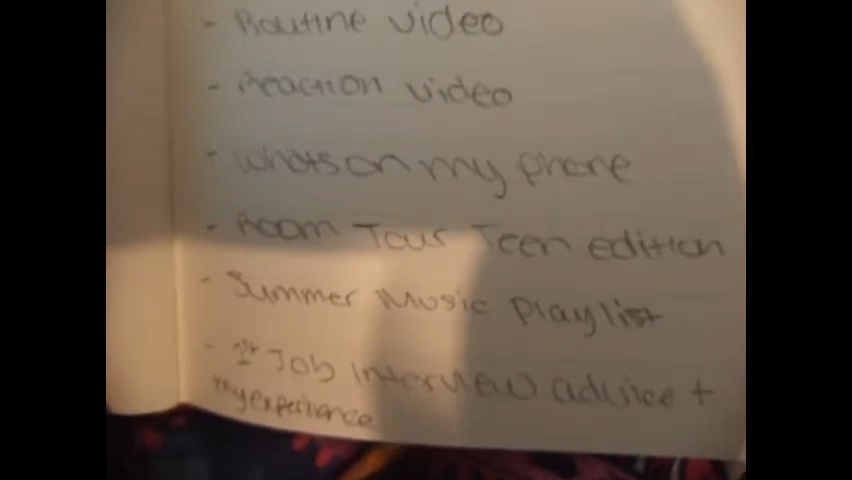 - Routine video
- Reaction video
- whats on my phone
- Room Tour Teen edition
- Summer Music playlist
- 1st Job Interview advice +
my experience